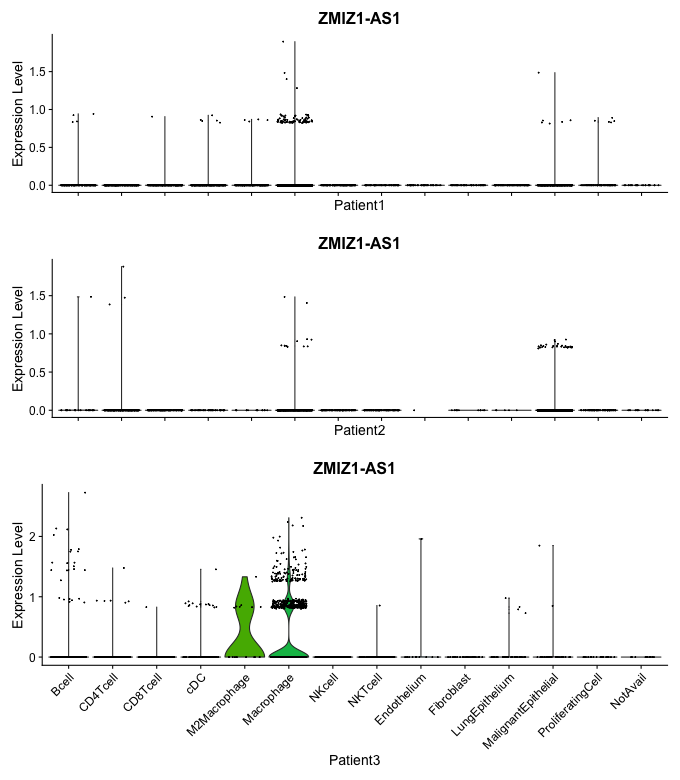 ZMIZ1-AS1
Expression Level
1.5
1.0
0.5
0.0
Patient1
ZMIZ1-AS1
Expression Level
1.5
1.0
0.5
0.0
Patient2
ZMIZ1-AS1
Expression Level
2
1
0
Bcell
CD4Tcell
CD8Tcell
cDC
M2Macrophage
Macrophage
NKcell
NKTcell
Endothelium
Fibroblast
LungEpithelium
MalignantEpithelial
ProliferatingCell
NotAvail
Patient3